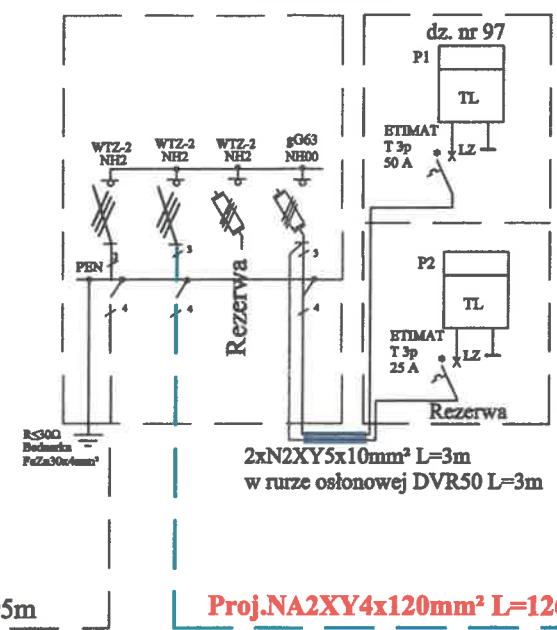 dz. nr 97
P1
TL
ETIMAT
T 3p
50 A
LZ
WTZ-2
NH2
WTZ-2
NH2
WTZ-2
NH2
gG63
NH00
3
3
3
PEN
4
4
4
Rezerwa
P2
TL
ETIMAT
T 3p
25 A
LZ
Rezerwa
R≤30Ω
Bednarka
FeZn30x4mm²
2xN2XY5x10mm² L=3m
w rurze osłonowej DVR50 L=3m
5m
Proj.NA2XY4x120mm² L=12